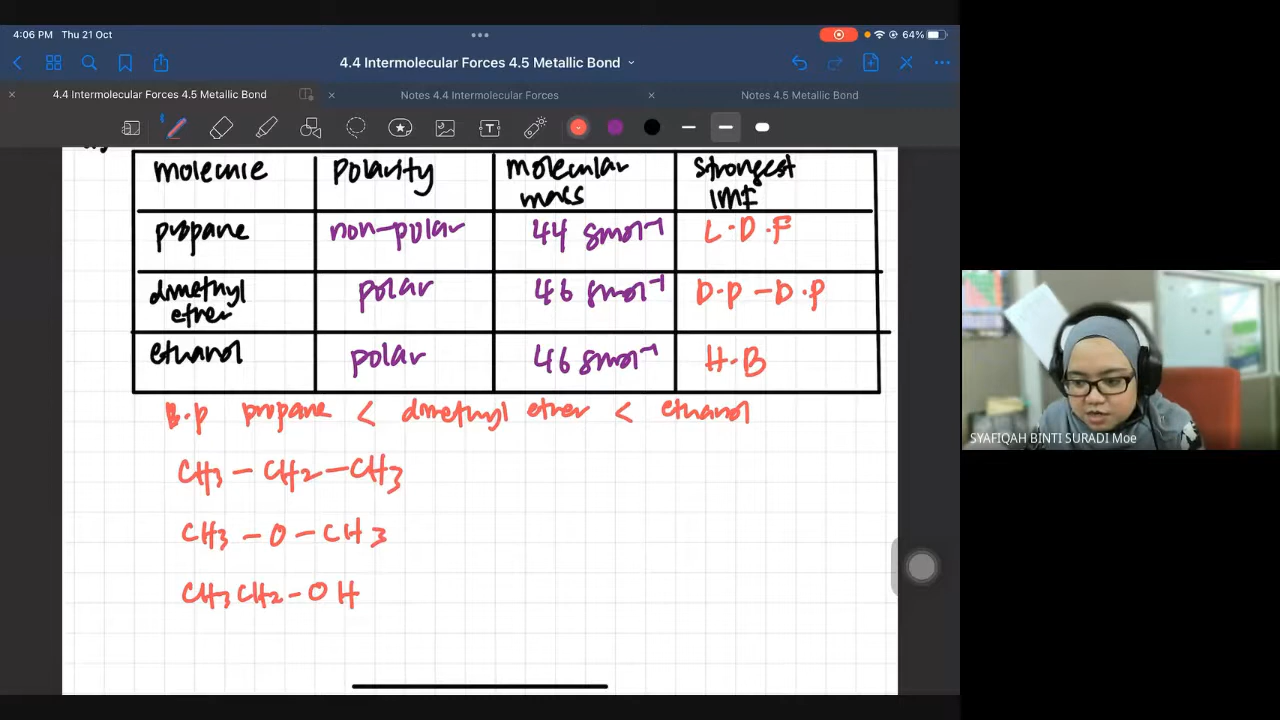 4:06 PM Thu 21 Oct
64%
4.4 Intermolecular Forces 4.5 Metallic Bond
4.4 Intermolecular Forces 4.5 Metallic Bond
Notes 4.4 Intermolecular Forces
Notes 4.5 Metallic Bond
molecule polarity molecular mass strongest IMF
propane non-polar 44 gmol⁻¹ L.D.F
dimethyl ether polar 46 gmol⁻¹ D.P - D.P
ethanol polar 46 gmol⁻¹ H.B
B.p propane < dimethyl ether < ethanol
CH3 - CH2 - CH3
CH3 - O - CH3
CH3CH2 - OH
SYAFIQAH BINTI SURADI Moe